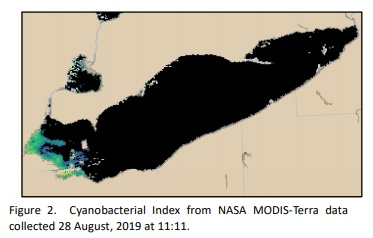 Figure 2. Cyanobacterial Index from NASA MODIS-Terra data
collected 28 August, 2019 at 11:11.